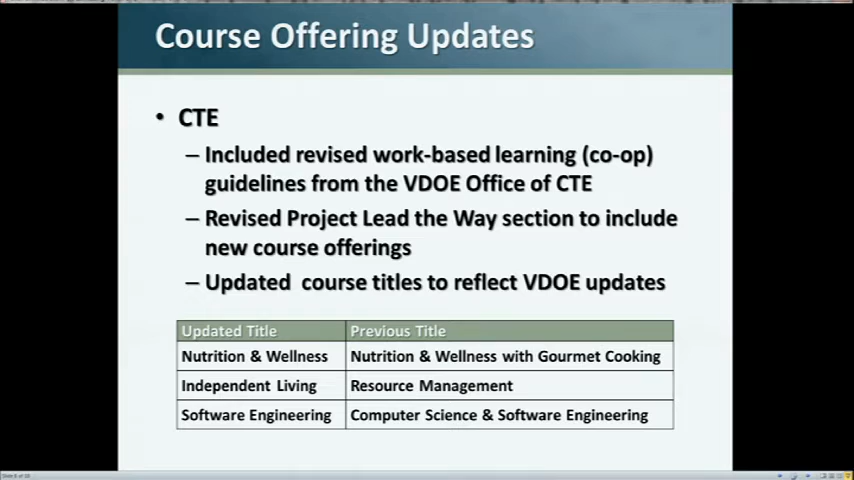 Course Offering Updates
• CTE
– Included revised work-based learning (co-op)
guidelines from the VDOE Office of CTE
– Revised Project Lead the Way section to include
new course offerings
– Updated course titles to reflect VDOE updates
Updated Title Previous Title
Nutrition & Wellness Nutrition & Wellness with Gourmet Cooking
Independent Living Resource Management
Software Engineering Computer Science & Software Engineering